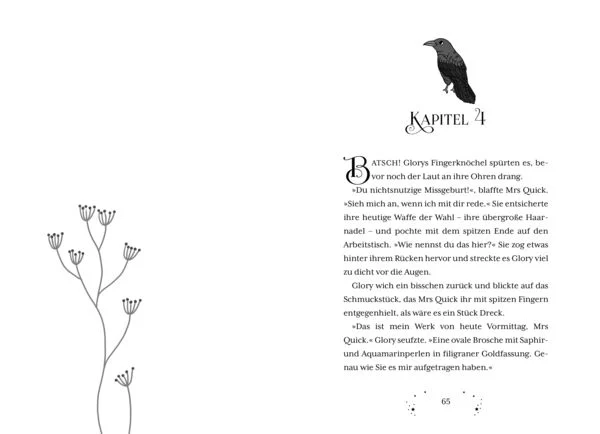 KAPITEL 4
BATSCH! Glorys Fingerknöchel spürten es, be-
vor noch der Laut an ihre Ohren drang.
»Du nichtsnutzige Missgeburt!«, blaffte Mrs Quick.
»Sieh mich an, wenn ich mit dir rede.« Sie entsicherte
ihre heutige Waffe der Wahl – ihre übergroße Haar-
nadel – und pochte mit dem spitzen Ende auf den
Arbeitstisch. »Wie nennst du das hier?« Sie zog etwas
hinter ihrem Rücken hervor und streckte es Glory viel
zu dicht vor die Augen.
Glory wich ein bisschen zurück und blickte auf das
Schmuckstück, das Mrs Quick ihr mit spitzen Fingern
entgegenhielt, als wäre es ein Stück Dreck.
»Das ist mein Werk von heute Vormittag, Mrs
Quick.« Glory seufzte. »Eine ovale Brosche mit Saphir-
und Aquamarinperlen in filigraner Goldfassung. Ge-
nau wie Sie es mir aufgetragen haben.«
65